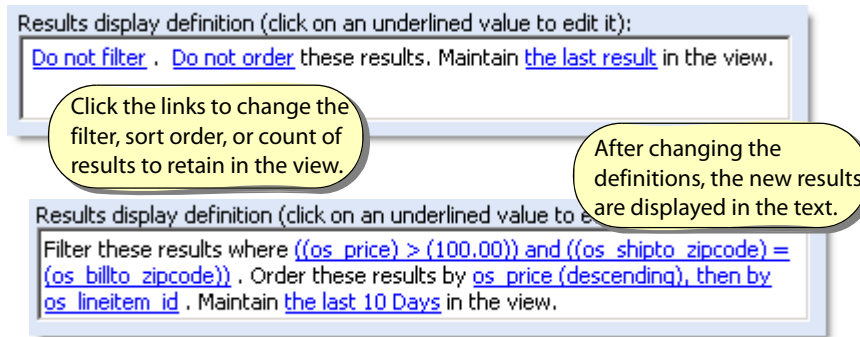 Results display definition (click on an underlined value to edit it):
Do not filter . Do not order these results. Maintain the last result in the view.
Click the links to change the
filter, sort order, or count of
results to retain in the view.
After changing the
definitions, the new results
are displayed in the text.
Results display definition (click on an underlined value to
Filter these results where ((os_price) > (100.00)) and ((os_shipto_zipcode) =
(os_billto_zipcode)) . Order these results by os_price (descending), then by
os_lineitem_id . Maintain the last 10 Days in the view.